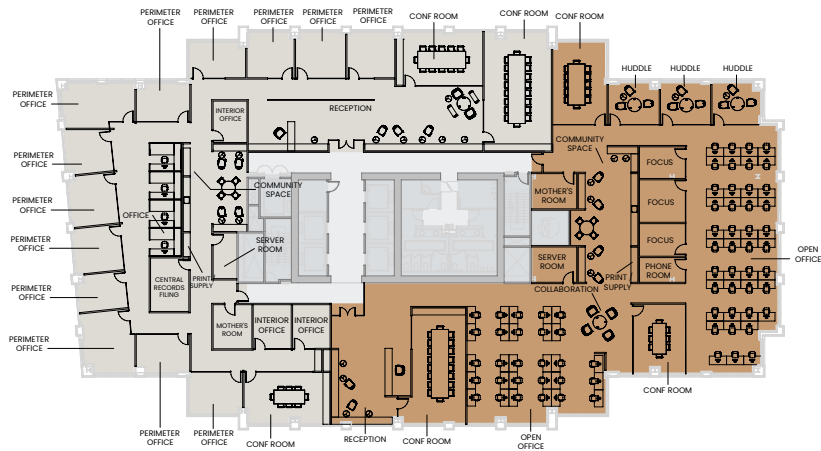 PERIMETER
OFFICE
PERIMETER
OFFICE
PERIMETER
OFFICE
PERIMETER
OFFICE
PERIMETER
OFFICE
CONF ROOM
CONF ROOM
CONF ROOM
HUDDLE
HUDDLE
HUDDLE
PERIMETER
OFFICE
INTERIOR
OFFICE
RECEPTION
PERIMETER
OFFICE
COMMUNITY
SPACE
FOCUS
COMMUNITY
SPACE
MOTHER'S
ROOM
PERIMETER
OFFICE
OFFICE
FOCUS
PERIMETER
OFFICE
SERVER
ROOM
FOCUS
OPEN
OFFICE
SERVER
ROOM
PHONE
ROOM
PRINT
SUPPLY
CENTRAL
RECORDS
FILING
PRINT
SUPPLY
COLLABORATION
PERIMETER
OFFICE
MOTHER'S
ROOM
INTERIOR
OFFICE
INTERIOR
OFFICE
PERIMETER
OFFICE
CONF ROOM
PERIMETER
OFFICE
PERIMETER
OFFICE
CONF ROOM
RECEPTION
CONF ROOM
OPEN
OFFICE